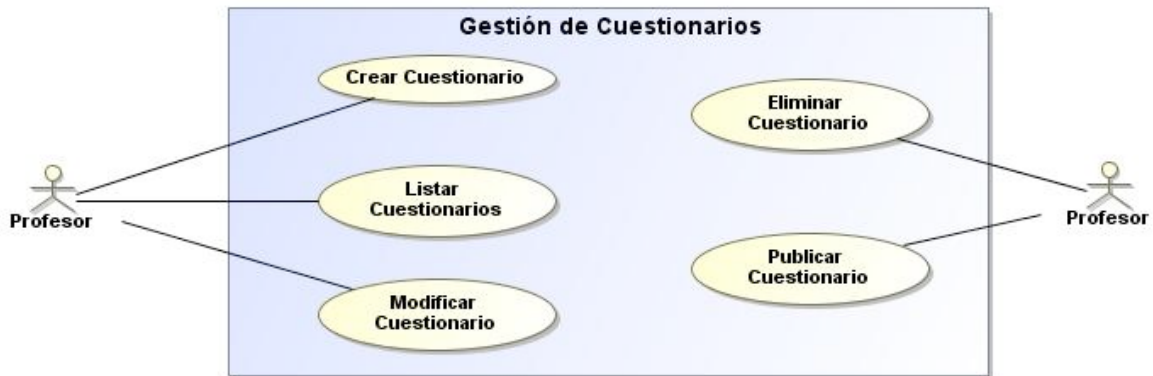 Gestión de Cuestionarios
Crear Cuestionario
Listar
Cuestionarios
Modificar
Cuestionario
Eliminar
Cuestionario
Publicar
Cuestionario
Profesor
Profesor